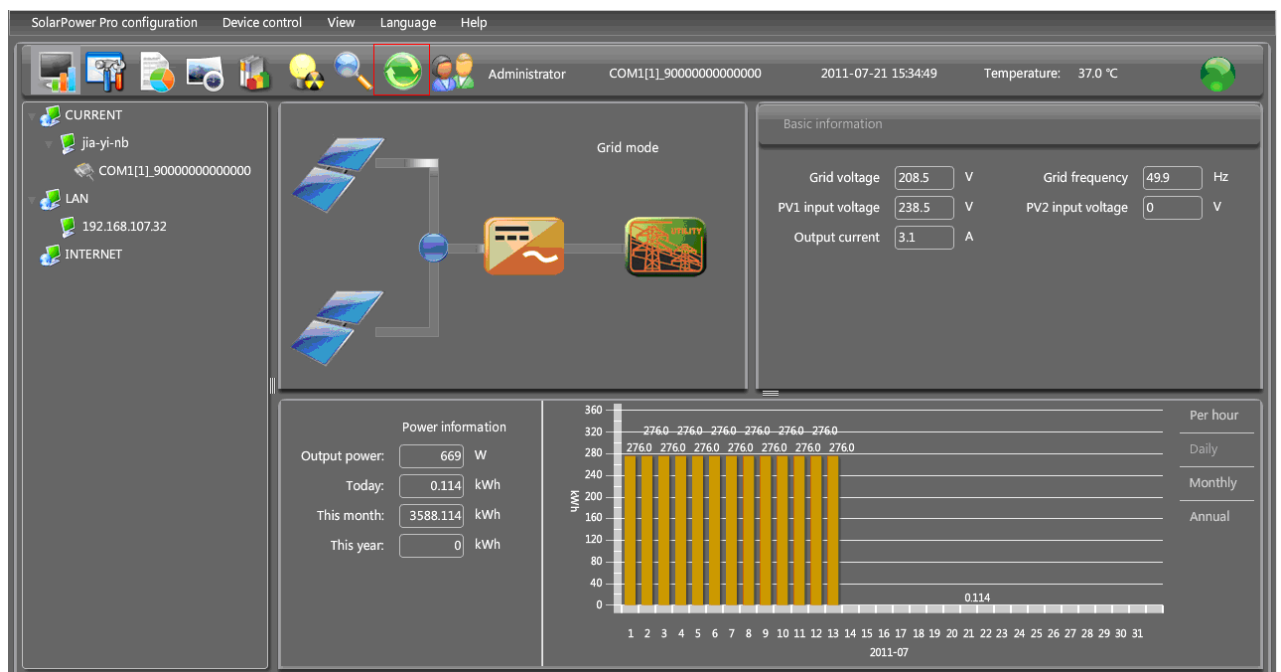 SolarPower Pro configuration Device control View Language Help
Administrator COM1[1]_90000000000000 2011-07-21 15:34:49 Temperature: 37.0 ℃
CURRENT
jia-yi-nb
COM1[1]_90000000000000
LAN
192.168.107.32
INTERNET
Grid mode
UTILITY
Basic information
Grid voltage 208.5 V Grid frequency 49.9 Hz
PV1 input voltage 238.5 V PV2 input voltage 0 V
Output current 3.1 A
Power information
Output power: 669 W
Today: 0.114 kWh
This month: 3588.114 kWh
This year: 0 kWh
360
320
280
240
200
160
120
80
40
0
kWh
276.0 276.0 276.0 276.0 276.0 276.0
276.0 276.0 276.0 276.0 276.0 276.0 276.0
0.114
1 2 3 4 5 6 7 8 9 10 11 12 13 14 15 16 17 18 19 20 21 22 23 24 25 26 27 28 29 30 31
2011-07
Per hour
Daily
Monthly
Annual